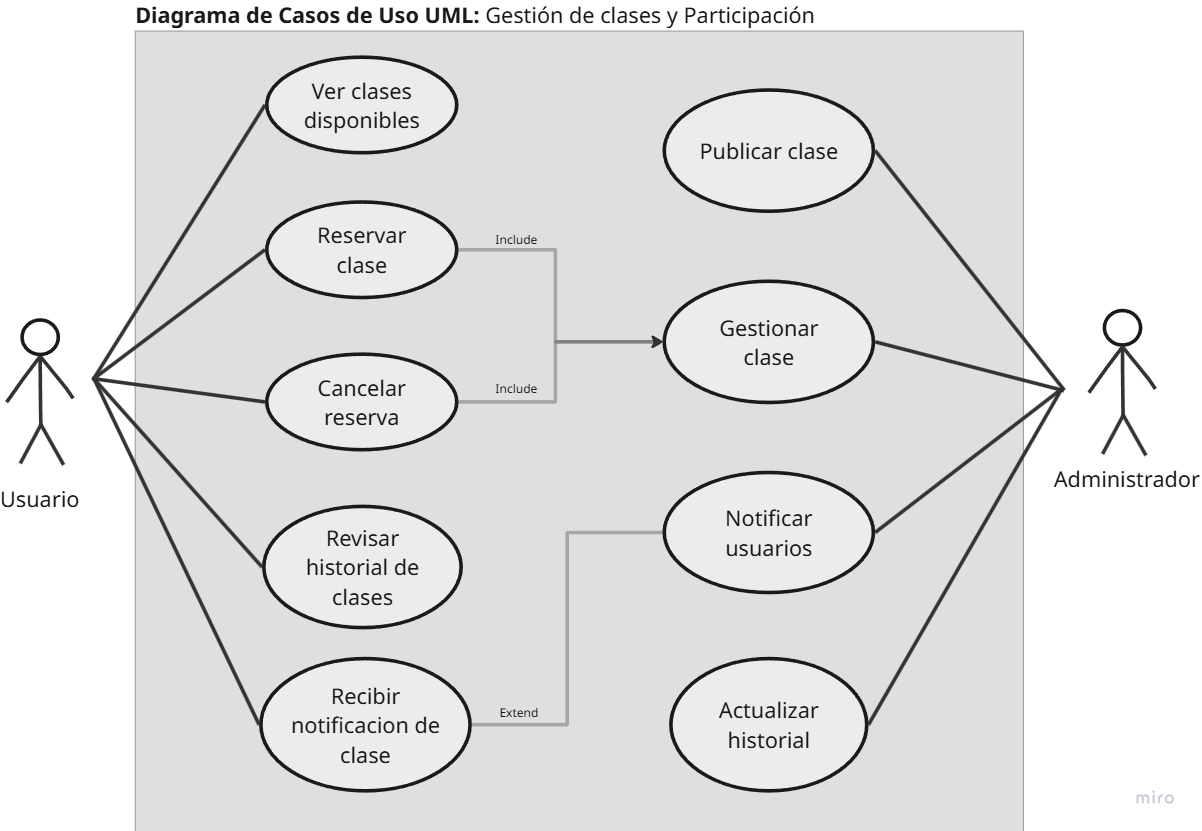 Diagrama de Casos de Uso UML: Gestión de clases y Participación
Ver clases
disponibles
Publicar clase
Reservar
clase
Include
Gestionar
clase
Cancelar
reserva
Include
Usuario
Administrador
Notificar
usuarios
Revisar
historial de
clases
Recibir
notificacion de
clase
Extend
Actualizar
historial
miro